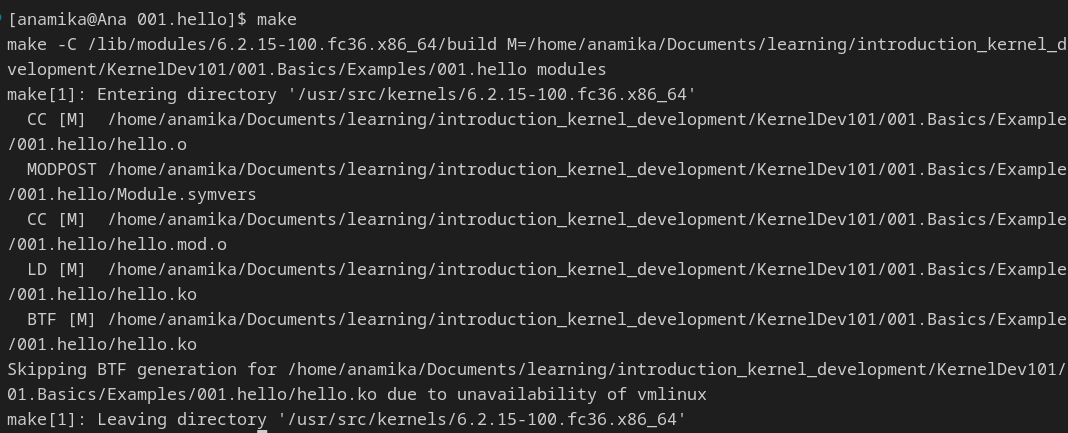 [anamika@Ana 001.hello]$ make
make -C /lib/modules/6.2.15-100.fc36.x86_64/build M=/home/anamika/Documents/learning/introduction_kernel_d
velopment/KernelDev101/001.Basics/Examples/001.hello modules
make[1]: Entering directory '/usr/src/kernels/6.2.15-100.fc36.x86_64'
  CC [M]  /home/anamika/Documents/learning/introduction_kernel_development/KernelDev101/001.Basics/Example
/001.hello/hello.o
  MODPOST /home/anamika/Documents/learning/introduction_kernel_development/KernelDev101/001.Basics/Example
/001.hello/Module.symvers
  CC [M]  /home/anamika/Documents/learning/introduction_kernel_development/KernelDev101/001.Basics/Example
/001.hello/hello.mod.o
  LD [M]  /home/anamika/Documents/learning/introduction_kernel_development/KernelDev101/001.Basics/Example
/001.hello/hello.ko
  BTF [M] /home/anamika/Documents/learning/introduction_kernel_development/KernelDev101/001.Basics/Example
/001.hello/hello.ko
Skipping BTF generation for /home/anamika/Documents/learning/introduction_kernel_development/KernelDev101/
01.Basics/Examples/001.hello/hello.ko due to unavailability of vmlinux
make[1]: Leaving directory '/usr/src/kernels/6.2.15-100.fc36.x86_64'